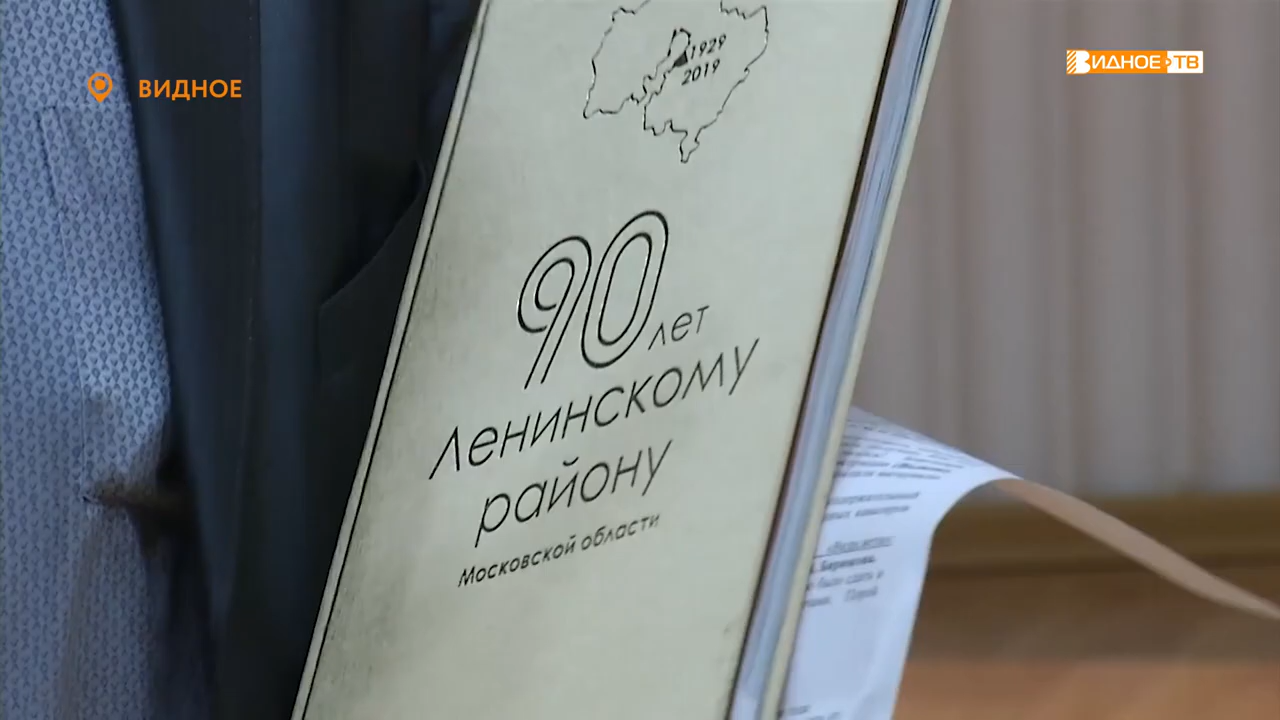 ВИДНОЕ
ВИДНОЕ ТВ
1929
2019
90 лет
Ленинскому
району
Московской области